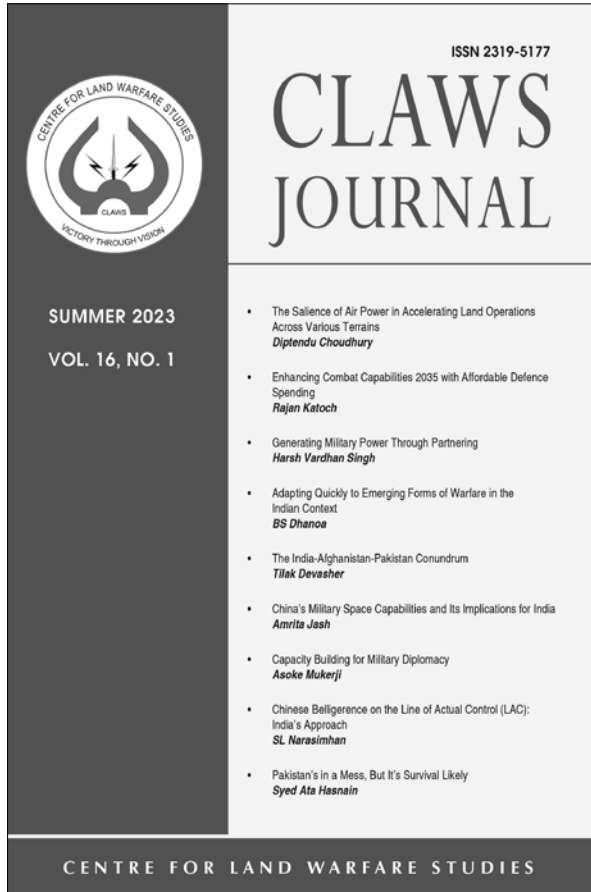 ISSN 2319-5177
CLAWS
JOURNAL
CENTRE FOR LAND WARFARE STUDIES
CLAWS
VICTORY THROUGH VISION
SUMMER 2023
VOL. 16, NO. 1
• The Salience of Air Power in Accelerating Land Operations
Across Various Terrains
Diptendu Choudhury
• Enhancing Combat Capabilities 2035 with Affordable Defence
Spending
Rajan Katoch
• Generating Military Power Through Partnering
Harsh Vardhan Singh
• Adapting Quickly to Emerging Forms of Warfare in the
Indian Context
BS Dhanoa
• The India-Afghanistan-Pakistan Conundrum
Tilak Devasher
• China's Military Space Capabilities and Its Implications for India
Amrita Jash
• Capacity Building for Military Diplomacy
Asoke Mukerji
• Chinese Belligerence on the Line of Actual Control (LAC):
India's Approach
SL Narasimhan
• Pakistan's in a Mess, But It's Survival Likely
Syed Ata Hasnain
CENTRE FOR LAND WARFARE STUDIES